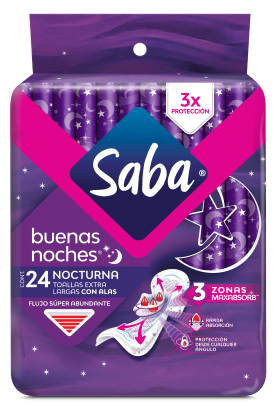 3x
PROTECCIÓN
Saba®
buenas
noches
CONT. 24 NOCTURNA
TOALLAS EXTRA
LARGAS CON ALAS
FLUJO SÚPER ABUNDANTE
3 ZONAS
MAXABSORB
RÁPIDA
ABSORCIÓN
PROTECCIÓN
DESDE CUALQUIER
ÁNGULO